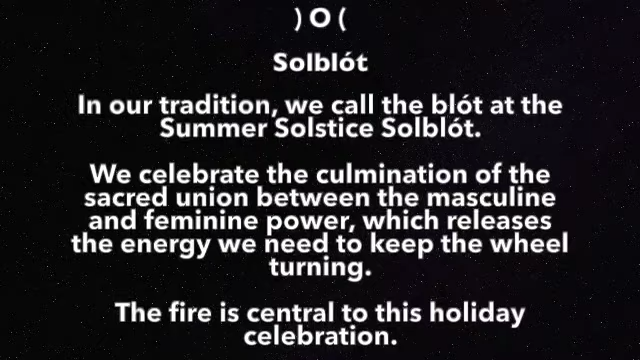 ) O (
Solblót
In our tradition, we call the blót at the
Summer Solstice Solblót.
We celebrate the culmination of the
sacred union between the masculine
and feminine power, which releases
the energy we need to keep the wheel
turning.
The fire is central to this holiday
celebration.